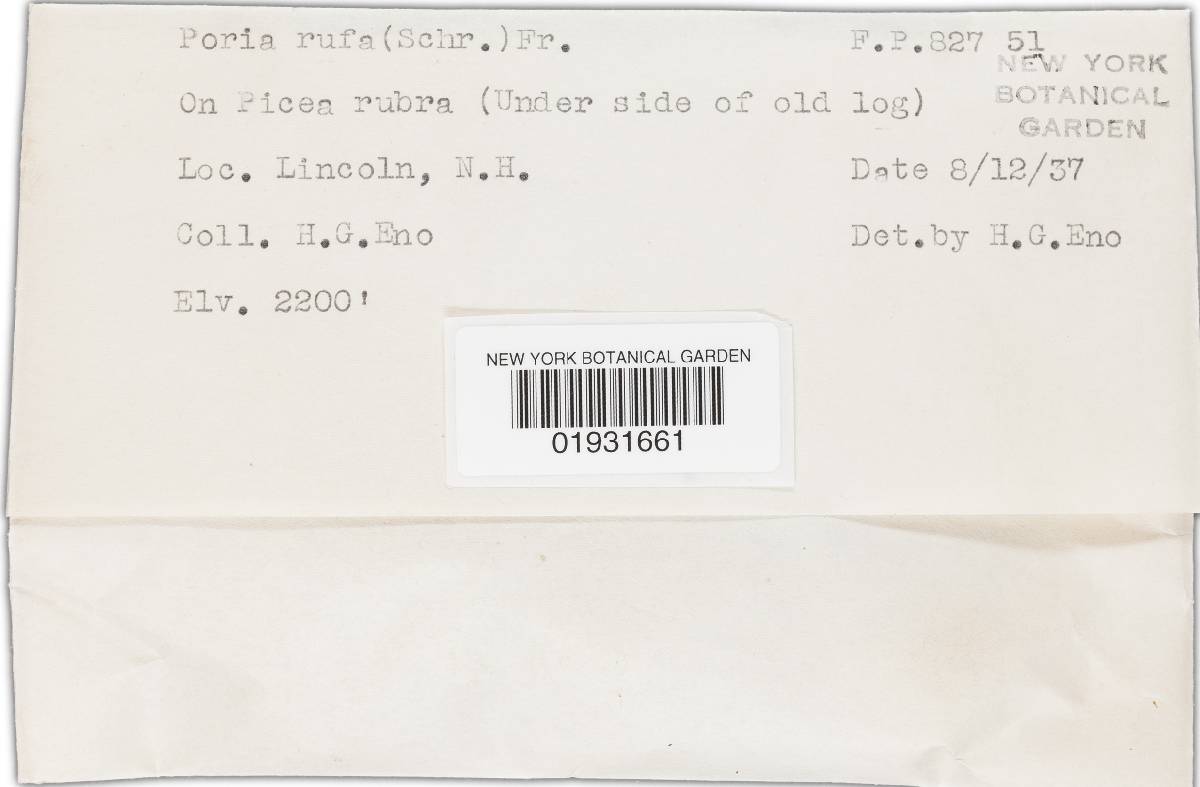 Poria rufa(Schr.)Fr. F.P.827 51
NEW YORK
BOTANICAL
GARDEN
On Picea rubra (Under side of old log)
Loc. Lincoln, N.H. Date 8/12/37
Coll. H.G.Eno Det.by H.G.Eno
Elv. 2200'
NEW YORK BOTANICAL GARDEN
01931661